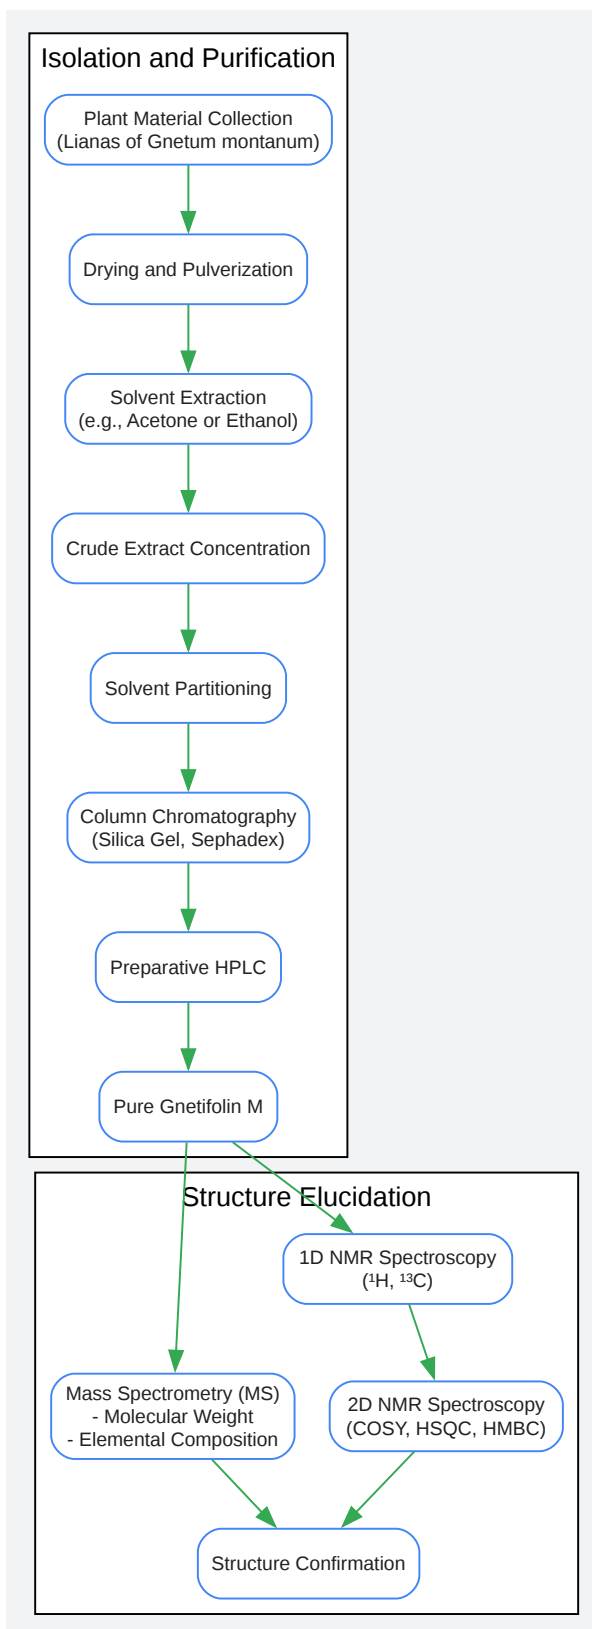 Isolation and Purification
Plant Material Collection
(Lianas of Gnetum montanum)
Drying and Pulverization
Solvent Extraction
(e.g., Acetone or Ethanol)
Crude Extract Concentration
Solvent Partitioning
Column Chromatography
(Silica Gel, Sephadex)
Preparative HPLC
Pure Gnetifolin M
Structure Elucidation
1D NMR Spectroscopy
(¹H, ¹³C)
Mass Spectrometry (MS)
- Molecular Weight
- Elemental Composition
2D NMR Spectroscopy
(COSY, HSQC, HMBC)
Structure Confirmation